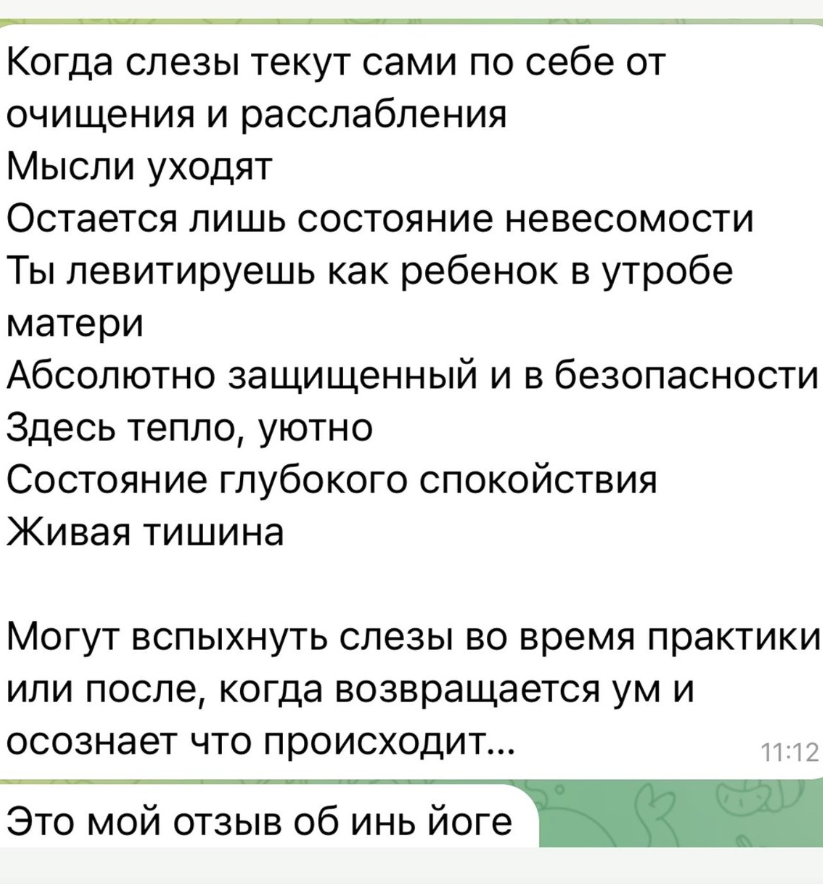 Когда слезы текут сами по себе от
очищения и расслабления
Мысли уходят
Остается лишь состояние невесомости
Ты левитируешь как ребенок в утробе
матери
Абсолютно защищенный и в безопасности
Здесь тепло, уютно
Состояние глубокого спокойствия
Живая тишина
Могут вспыхнуть слезы во время практики
или после, когда возвращается ум и
осознает что происходит...
11:12
Это мой отзыв об инь йоге